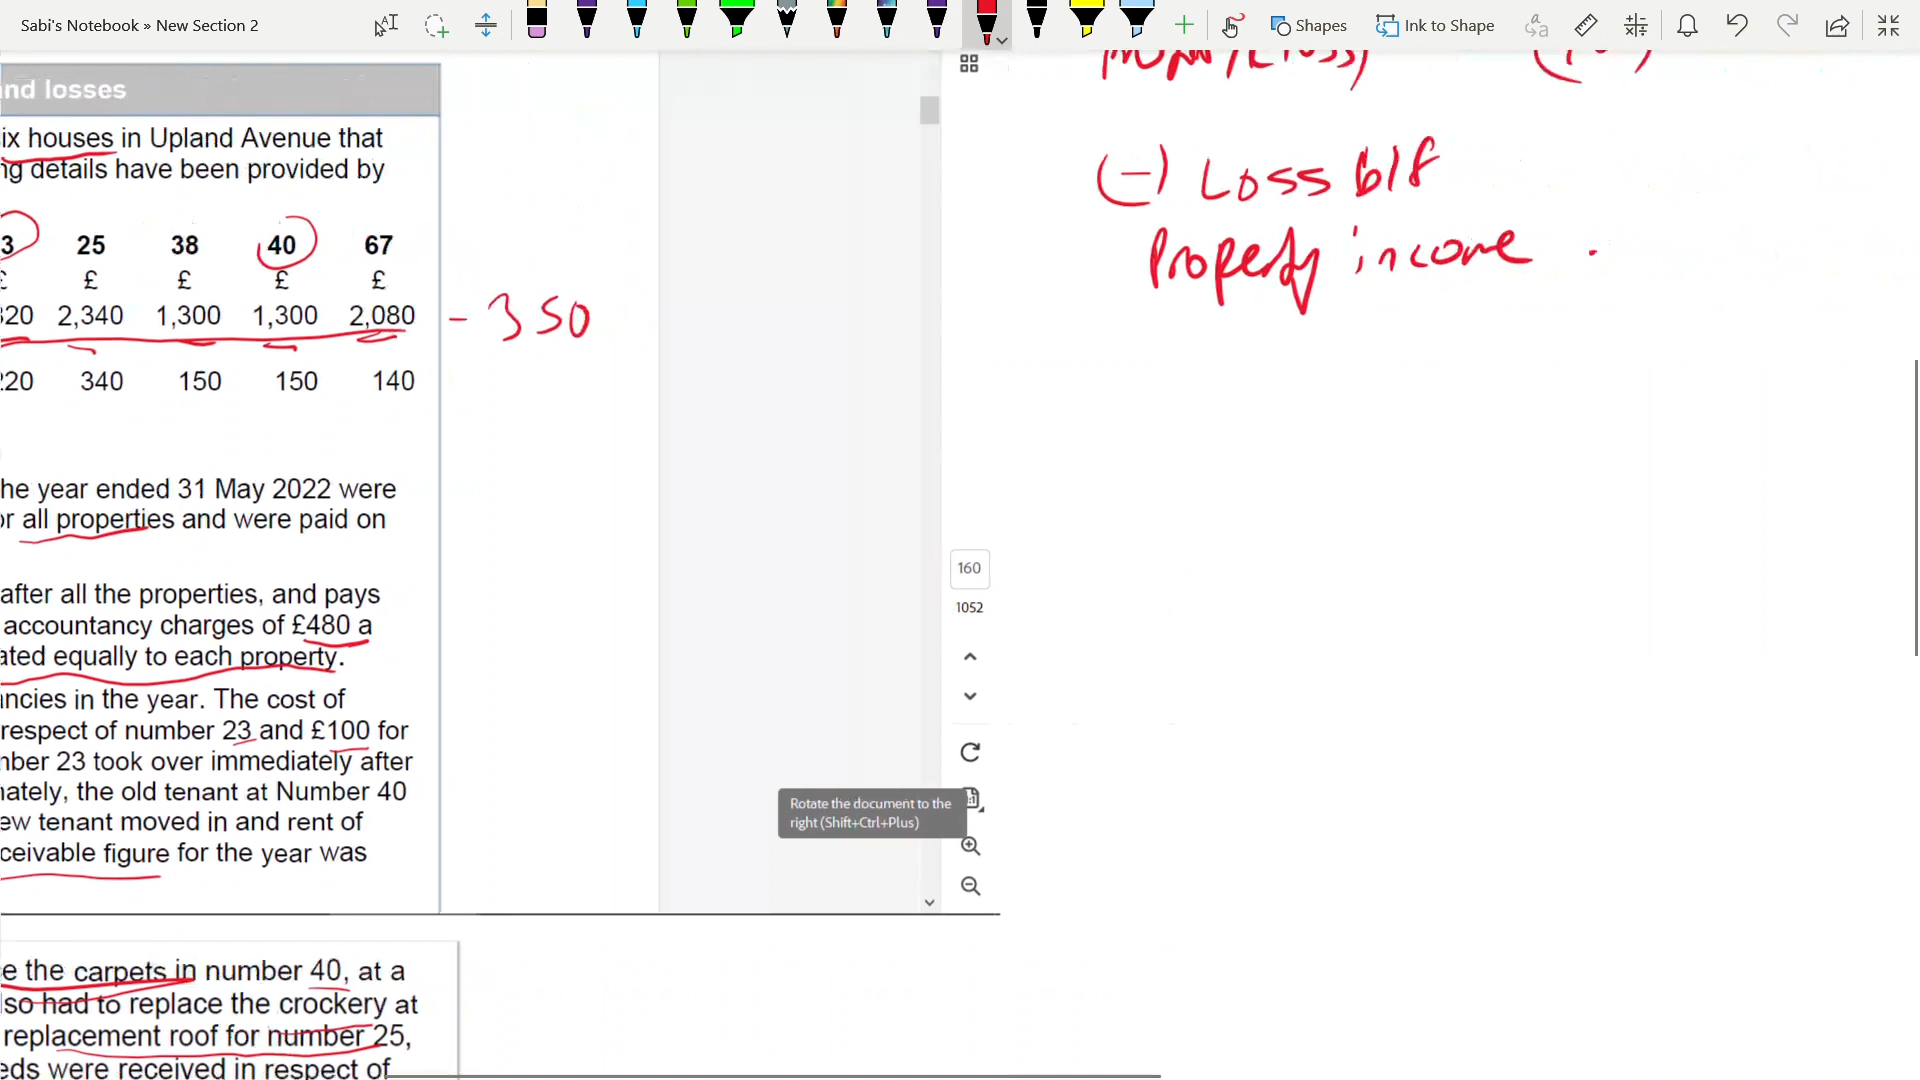 Sabi's Notebook » New Section 2
Shapes
Ink to Shape
nd losses
ix houses in Upland Avenue that
ng details have been provided by
3 25 38 40 67
£ £ £ £ £
320 2,340 1,300 1,300 2,080 - 350
220 340 150 150 140
he year ended 31 May 2022 were
or all properties and were paid on
after all the properties, and pays
accountancy charges of £480 a
ated equally to each property.
ancies in the year. The cost of
respect of number 23 and £100 for
mber 23 took over immediately after
nately, the old tenant at Number 40
ew tenant moved in and rent of
ceivable figure for the year was
e the carpets in number 40, at a
so had to replace the crockery at
replacement roof for number 25,
eds were received in respect of
160
1052
Rotate the document to the
right (Shift+Ctrl+Plus)
(-) Loss b/f
Property income